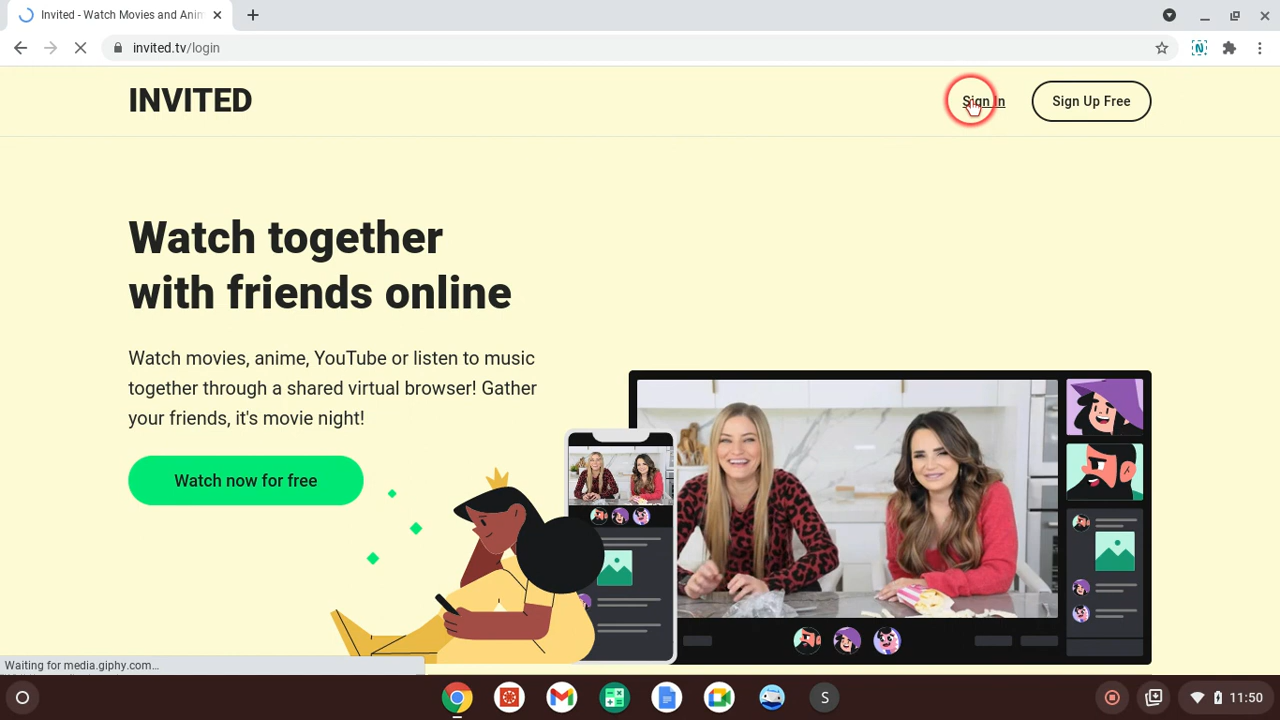 Invited - Watch Movies and Anim
invited.tv/login
INVITED
Sign In
Sign Up Free
Watch together
with friends online
Watch movies, anime, YouTube or listen to music
together through a shared virtual browser! Gather
your friends, it's movie night!
Watch now for free
Waiting for media.giphy.com...
S
11:50